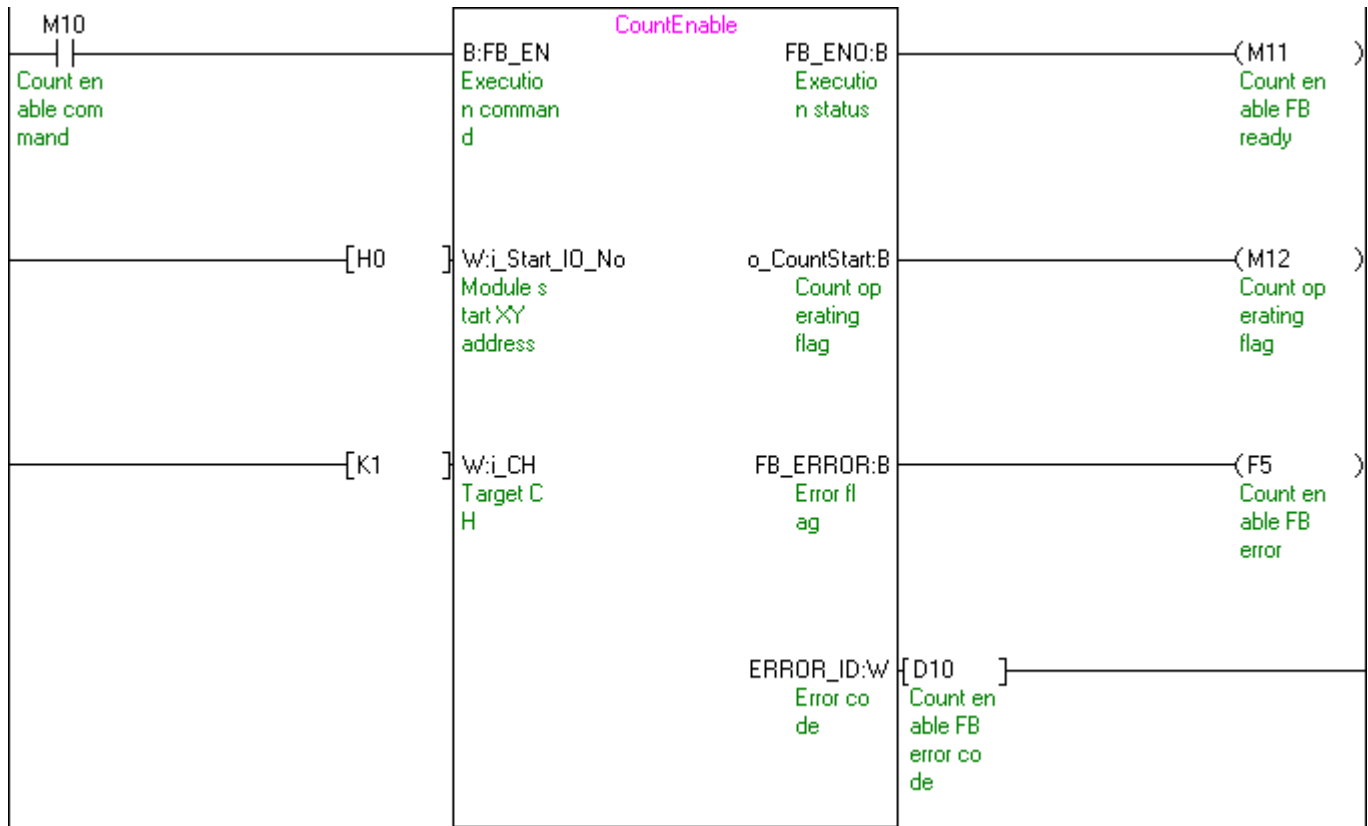 M10
CountEnable
B:FB_EN
FB_ENO:B
(M11 )
Count en
able com
mand
Executio
n comman
d
Executio
n status
Count en
able FB
ready
[H0 ]
W:i_Start_IO_No
o_CountStart:B
(M12 )
Module s
tart XY
address
Count op
erating
flag
Count op
erating
flag
[K1 ]
W:i_CH
FB_ERROR:B
(F5 )
Target C
H
Error fl
ag
Count en
able FB
error
ERROR_ID:W
[D10 ]
Error co
de
Count en
able FB
error co
de